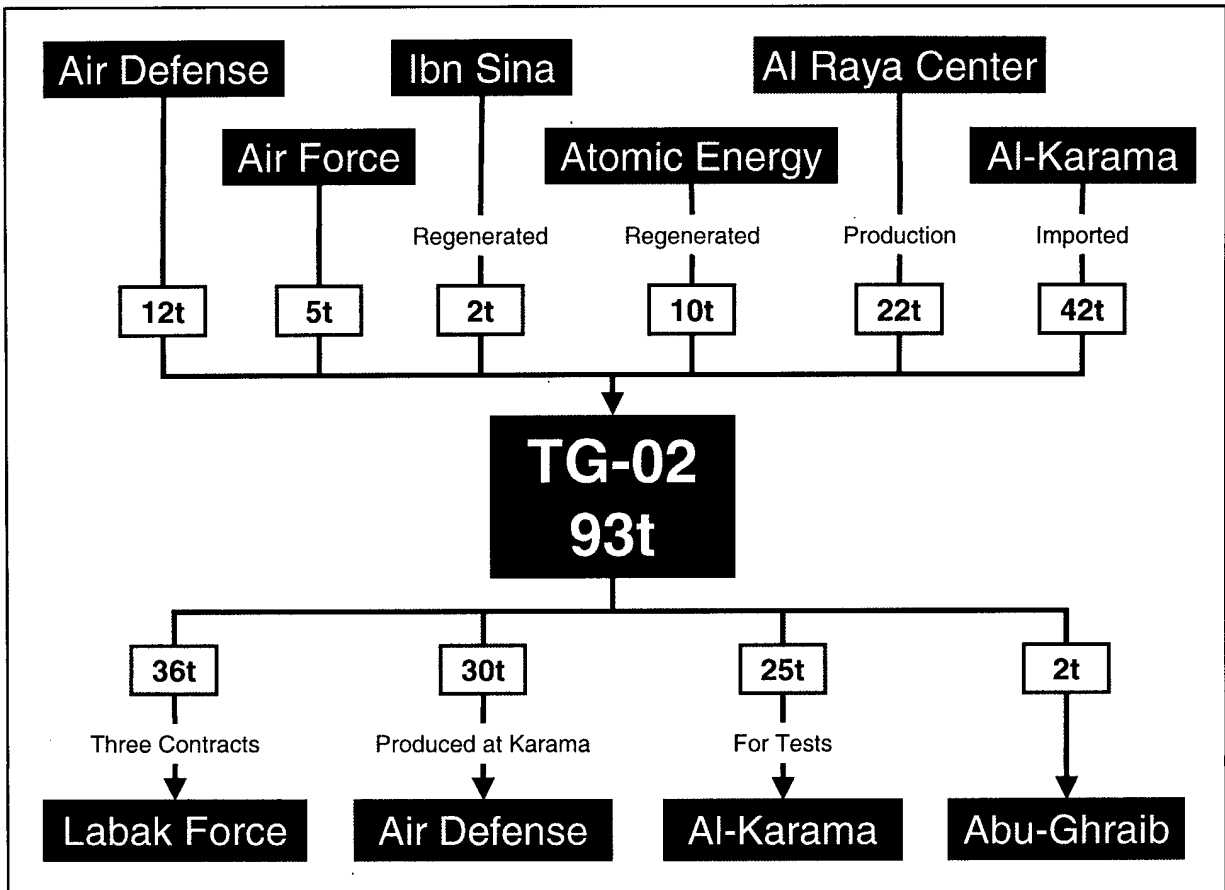 Air Defense
Ibn Sina
Al Raya Center
Air Force
Atomic Energy
Al-Karama
Regenerated
Regenerated
Production
Imported
12t
5t
2t
10t
22t
42t
TG-02
93t
36t
30t
25t
2t
Three Contracts
Produced at Karama
For Tests
Labak Force
Air Defense
Al-Karama
Abu-Ghraib